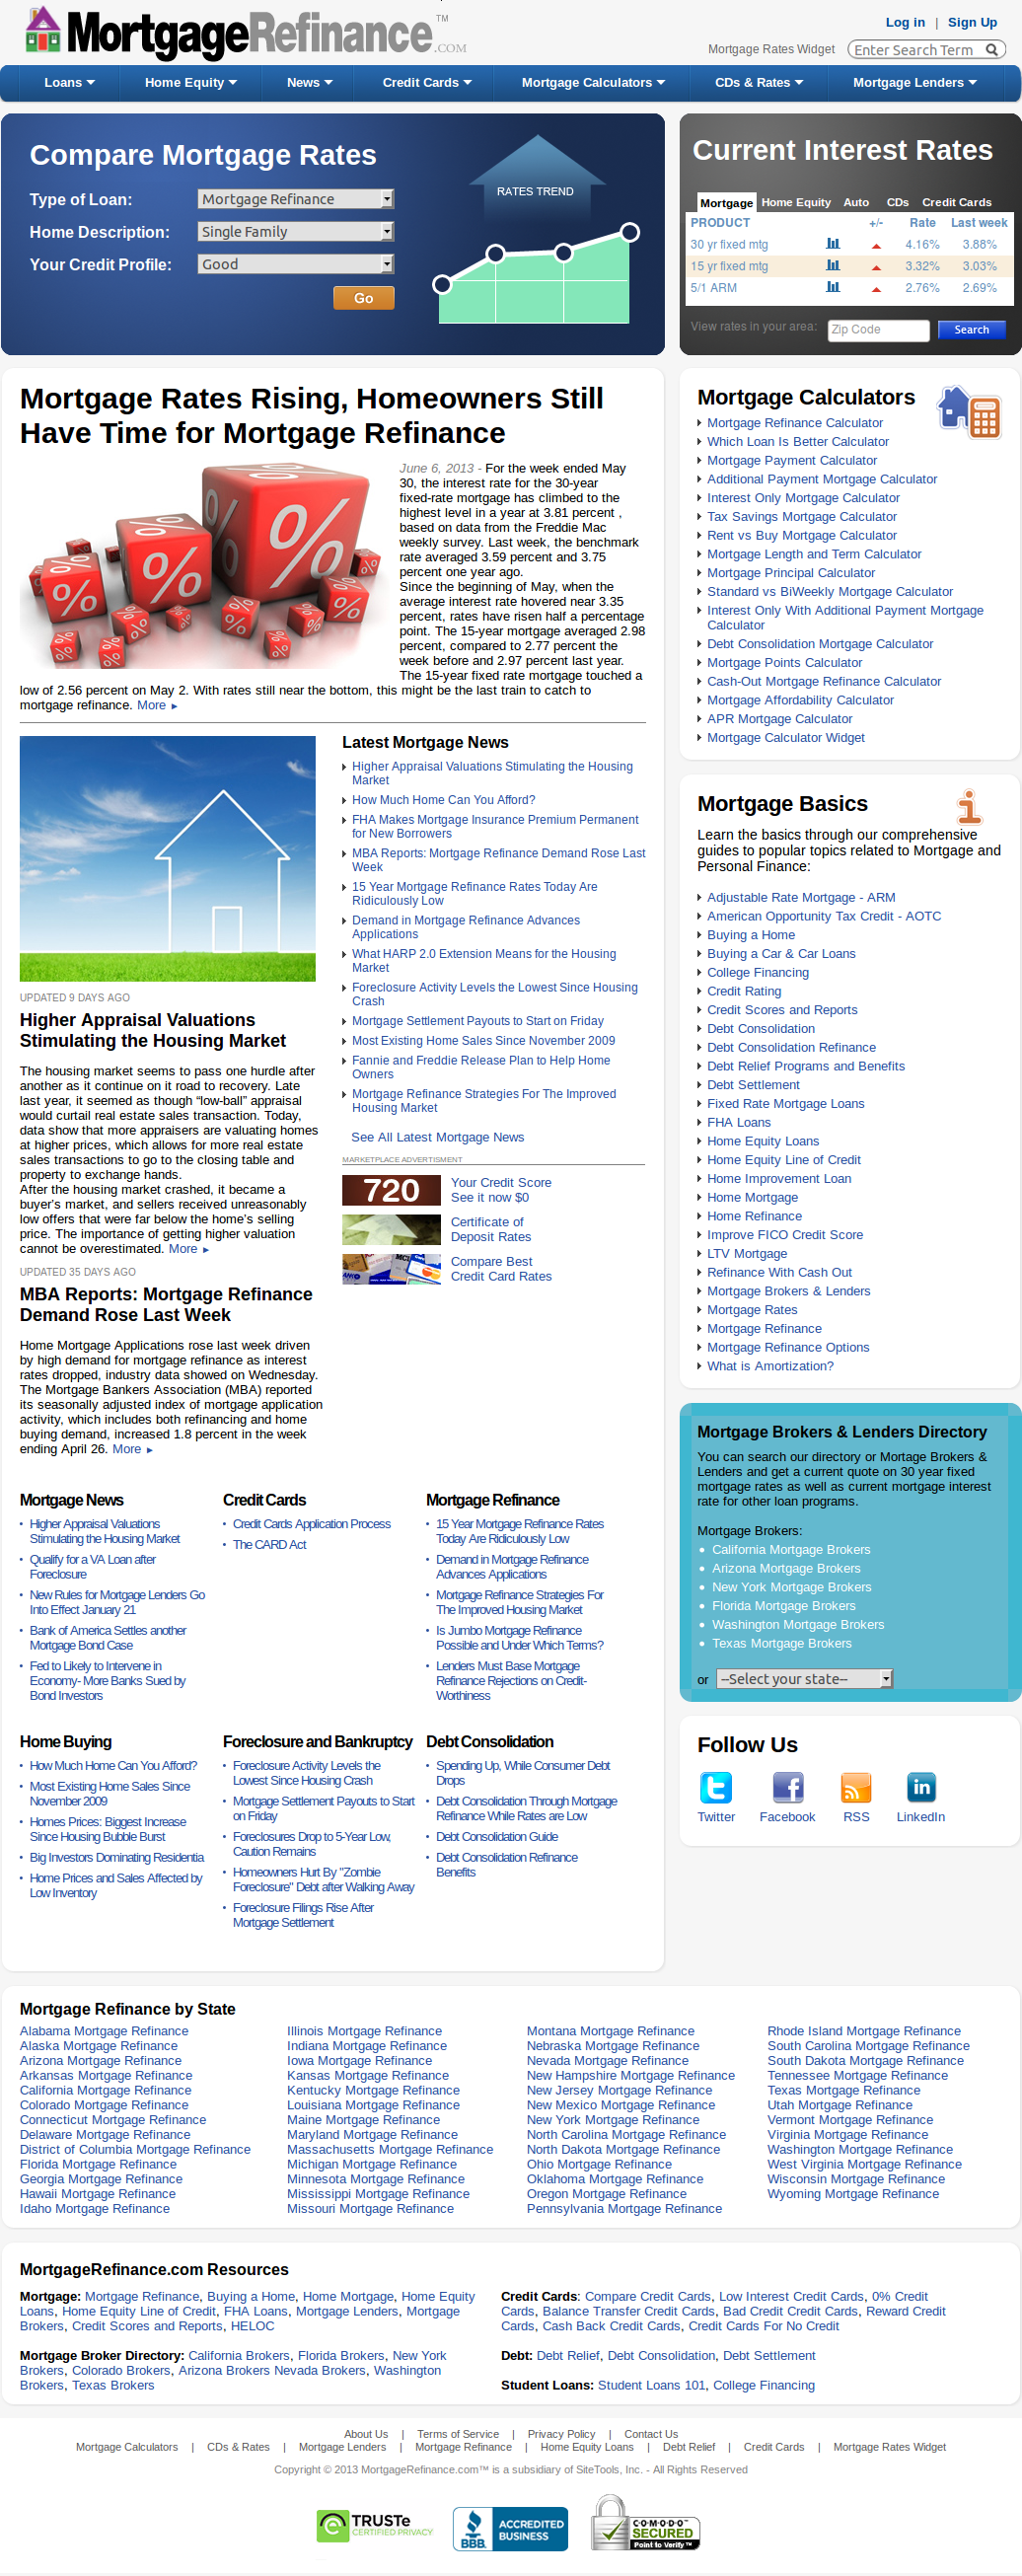 MortgageRefinance.COM ™
Log in | Sign Up
Mortgage Rates Widget
Enter Search Term
Loans
Home Equity
News
Credit Cards
Mortgage Calculators
CDs & Rates
Mortgage Lenders
Compare Mortgage Rates
Type of Loan: Mortgage Refinance
Home Description: Single Family
Your Credit Profile: Good
Go
RATES TREND
Current Interest Rates
Mortgage Home Equity Auto CDs Credit Cards
PRODUCT +/- Rate Last week
30 yr fixed mtg 4.16% 3.88%
15 yr fixed mtg 3.32% 3.03%
5/1 ARM 2.76% 2.69%
View rates in your area: Zip Code Search
Mortgage Rates Rising, Homeowners Still
Have Time for Mortgage Refinance
June 6, 2013 - For the week ended May
30, the interest rate for the 30-year
fixed-rate mortgage has climbed to the
highest level in a year at 3.81 percent ,
based on data from the Freddie Mac
weekly survey. Last week, the benchmark
rate averaged 3.59 percent and 3.75
percent one year ago.
Since the beginning of May, when the
average interest rate hovered near 3.35
percent, rates have risen half a percentage
point. The 15-year mortgage averaged 2.98
percent, compared to 2.77 percent the
week before and 2.97 percent last year.
The 15-year fixed rate mortgage touched a
low of 2.56 percent on May 2. With rates still near the bottom, this might be the last train to catch to
mortgage refinance. More ►
UPDATED 9 DAYS AGO
Higher Appraisal Valuations
Stimulating the Housing Market
The housing market seems to pass one hurdle after
another as it continue on it road to recovery. Late
last year, it seemed as though “low-ball” appraisal
would curtail real estate sales transaction. Today,
data show that more appraisers are valuing homes
at higher prices, which allows for more real estate
sales transactions to go to the closing table and
property to exchange hands.
After the housing market crashed, it became a
buyer's market, and sellers received unreasonably
low offers that were far below the home's selling
price. The importance of getting higher valuation
cannot be overestimated. More ►
UPDATED 35 DAYS AGO
MBA Reports: Mortgage Refinance
Demand Rose Last Week
Home Mortgage Applications rose last week driven
by high demand for mortgage refinance as interest
rates dropped, industry data showed on Wednesday.
The Mortgage Bankers Association (MBA) reported
its seasonally adjusted index of mortgage application
activity, which includes both refinancing and home
buying demand, increased 1.8 percent in the week
ending April 26. More ►
Latest Mortgage News
Higher Appraisal Valuations Stimulating the Housing
Market
How Much Home Can You Afford?
FHA Makes Mortgage Insurance Premium Permanent
for New Borrowers
MBA Reports: Mortgage Refinance Demand Rose Last
Week
15 Year Mortgage Refinance Rates Today Are
Ridiculously Low
Demand in Mortgage Refinance Advances
Applications
What HARP 2.0 Extension Means for the Housing
Market
Foreclosure Activity Levels the Lowest Since Housing
Crash
Mortgage Settlement Payouts to Start on Friday
Most Existing Home Sales Since November 2009
Fannie and Freddie Release Plan to Help Home
Owners
Mortgage Refinance Strategies For The Improved
Housing Market
See All Latest Mortgage News
MARKETPLACE ADVERTISMENT
720
Your Credit Score
See it now $0
Certificate of
Deposit Rates
Compare Best
Credit Card Rates
Mortgage News
Higher Appraisal Valuations
Stimulating the Housing Market
Qualify for a VA Loan after
Foreclosure
New Rules for Mortgage Lenders Go
Into Effect January 21
Bank of America Settles another
Mortgage Bond Case
Fed to Likely to Intervene in
Economy- More Banks Sued by
Bond Investors
Credit Cards
Credit Cards Application Process
The CARD Act
Mortgage Refinance
15 Year Mortgage Refinance Rates
Today Are Ridiculously Low
Demand in Mortgage Refinance
Advances Applications
Mortgage Refinance Strategies For
The Improved Housing Market
Is Jumbo Mortgage Refinance
Possible and Under Which Terms?
Lenders Must Base Mortgage
Refinance Rejections on Credit-
Worthiness
Home Buying
How Much Home Can You Afford?
Most Existing Home Sales Since
November 2009
Homes Prices: Biggest Increase
Since Housing Bubble Burst
Big Investors Dominating Residentia
Home Prices and Sales Affected by
Low Inventory
Foreclosure and Bankruptcy
Foreclosure Activity Levels the
Lowest Since Housing Crash
Mortgage Settlement Payouts to Start
on Friday
Foreclosures Drop to 5-Year Low,
Caution Remains
Homeowners Hurt By "Zombie
Foreclosure" Debt after Walking Away
Foreclosure Filings Rise After
Mortgage Settlement
Debt Consolidation
Spending Up, While Consumer Debt
Drops
Debt Consolidation Through Mortgage
Refinance While Rates are Low
Debt Consolidation Guide
Debt Consolidation Refinance
Benefits
Mortgage Calculators
Mortgage Refinance Calculator
Which Loan Is Better Calculator
Mortgage Payment Calculator
Additional Payment Mortgage Calculator
Interest Only Mortgage Calculator
Tax Savings Mortgage Calculator
Rent vs Buy Mortgage Calculator
Mortgage Length and Term Calculator
Mortgage Principal Calculator
Standard vs BiWeekly Mortgage Calculator
Interest Only With Additional Payment Mortgage
Calculator
Debt Consolidation Mortgage Calculator
Mortgage Points Calculator
Cash-Out Mortgage Refinance Calculator
Mortgage Affordability Calculator
APR Mortgage Calculator
Mortgage Calculator Widget
Mortgage Basics
Learn the basics through our comprehensive
guides to popular topics related to Mortgage and
Personal Finance:
Adjustable Rate Mortgage - ARM
American Opportunity Tax Credit - AOTC
Buying a Home
Buying a Car & Car Loans
College Financing
Credit Rating
Credit Scores and Reports
Debt Consolidation
Debt Consolidation Refinance
Debt Relief Programs and Benefits
Debt Settlement
Fixed Rate Mortgage Loans
FHA Loans
Home Equity Loans
Home Equity Line of Credit
Home Improvement Loan
Home Mortgage
Home Refinance
Improve FICO Credit Score
LTV Mortgage
Refinance With Cash Out
Mortgage Brokers & Lenders
Mortgage Rates
Mortgage Refinance
Mortgage Refinance Options
What is Amortization?
Mortgage Brokers & Lenders Directory
You can search our directory or Mortage Brokers &
Lenders and get a current quote on 30 year fixed
mortgage rates as well as current mortgage interest
rate for other loan programs.
Mortgage Brokers:
California Mortgage Brokers
Arizona Mortgage Brokers
New York Mortgage Brokers
Florida Mortgage Brokers
Washington Mortgage Brokers
Texas Mortgage Brokers
or --Select your state--
Follow Us
Twitter Facebook RSS LinkedIn
Mortgage Refinance by State
Alabama Mortgage Refinance
Alaska Mortgage Refinance
Arizona Mortgage Refinance
Arkansas Mortgage Refinance
California Mortgage Refinance
Colorado Mortgage Refinance
Connecticut Mortgage Refinance
Delaware Mortgage Refinance
District of Columbia Mortgage Refinance
Florida Mortgage Refinance
Georgia Mortgage Refinance
Hawaii Mortgage Refinance
Idaho Mortgage Refinance
Illinois Mortgage Refinance
Indiana Mortgage Refinance
Iowa Mortgage Refinance
Kansas Mortgage Refinance
Kentucky Mortgage Refinance
Louisiana Mortgage Refinance
Maine Mortgage Refinance
Maryland Mortgage Refinance
Massachusetts Mortgage Refinance
Michigan Mortgage Refinance
Minnesota Mortgage Refinance
Mississippi Mortgage Refinance
Missouri Mortgage Refinance
Montana Mortgage Refinance
Nebraska Mortgage Refinance
Nevada Mortgage Refinance
New Hampshire Mortgage Refinance
New Jersey Mortgage Refinance
New Mexico Mortgage Refinance
New York Mortgage Refinance
North Carolina Mortgage Refinance
North Dakota Mortgage Refinance
Ohio Mortgage Refinance
Oklahoma Mortgage Refinance
Oregon Mortgage Refinance
Pennsylvania Mortgage Refinance
Rhode Island Mortgage Refinance
South Carolina Mortgage Refinance
South Dakota Mortgage Refinance
Tennessee Mortgage Refinance
Texas Mortgage Refinance
Utah Mortgage Refinance
Vermont Mortgage Refinance
Virginia Mortgage Refinance
Washington Mortgage Refinance
West Virginia Mortgage Refinance
Wisconsin Mortgage Refinance
Wyoming Mortgage Refinance
MortgageRefinance.com Resources
Mortgage: Mortgage Refinance, Buying a Home, Home Mortgage, Home Equity
Loans, Home Equity Line of Credit, FHA Loans, Mortgage Lenders, Mortgage
Brokers, Credit Scores and Reports, HELOC
Mortgage Broker Directory: California Brokers, Florida Brokers, New York
Brokers, Colorado Brokers, Arizona Brokers Nevada Brokers, Washington
Brokers, Texas Brokers
Credit Cards: Compare Credit Cards, Low Interest Credit Cards, 0% Credit
Cards, Balance Transfer Credit Cards, Bad Credit Credit Cards, Reward Credit
Cards, Cash Back Credit Cards, Credit Cards For No Credit
Debt: Debt Relief, Debt Consolidation, Debt Settlement
Student Loans: Student Loans 101, College Financing
About Us | Terms of Service | Privacy Policy | Contact Us
Mortgage Calculators | CDs & Rates | Mortgage Lenders | Mortgage Refinance | Home Equity Loans | Debt Relief | Credit Cards | Mortgage Rates Widget
Copyright © 2013 MortgageRefinance.com™ is a subsidiary of SiteTools, Inc. - All Rights Reserved
TRUSTe
CERTIFIED PRIVACY
BBB.
ACCREDITED
BUSINESS
COMODO
SECURED
Point to Verify™